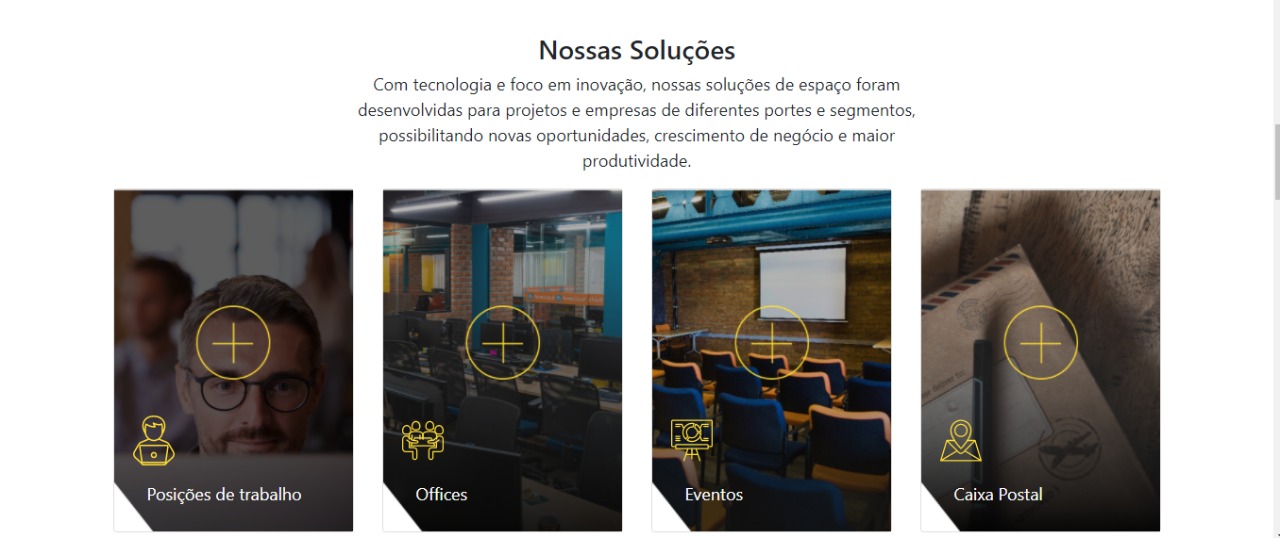 Nossas Soluções
Com tecnologia e foco em inovação, nossas soluções de espaço foram
desenvolvidas para projetos e empresas de diferentes portes e segmentos,
possibilitando novas oportunidades, crescimento de negócio e maior
produtividade.
Posições de trabalho
Offices
Eventos
Caixa Postal